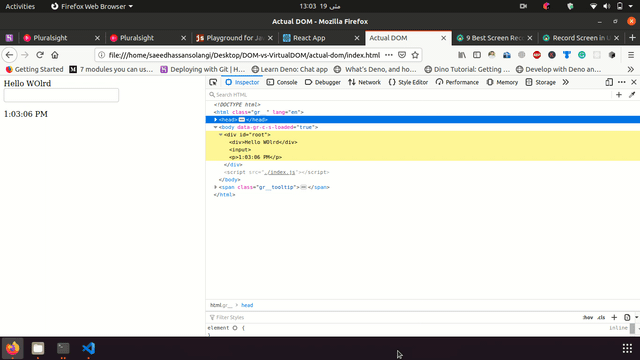 Activities
Firefox Web Browser
مئی 19 13:03
en
Actual DOM - Mozilla Firefox
Pluralsight
Pluralsight
Playground for Jav
React App
Actual DOM
9 Best Screen Rec
Record Screen in U
file:///home/saeedhassansolangi/Desktop/DOM-vs-VirtualDOM/actual-dom/index.html
Getting Started
7 modules you can us...
Deploying with Git | H...
Learn Deno: Chat app
What's Deno, and ho...
Dino Tutorial: Getting ...
Develop with Deno an...
Hello WOlrd
1:03:06 PM
Inspector
Console
Debugger
Network
Style Editor
Performance
Memory
Storage
Search HTML
<!DOCTYPE html>
<html class="gr__" lang="en">
<head></head>
<body data-gr-c-s-loaded="true">
<div id="root">
<div>Hello WOlrd</div>
<input>
<p>1:03:06 PM</p>
</div>
<script src="./index.js"></script>
</body>
<span class="gr__tooltip"></span>
</html>
html.gr__ > head
Filter Styles
:hov .cls
element {
inline
}